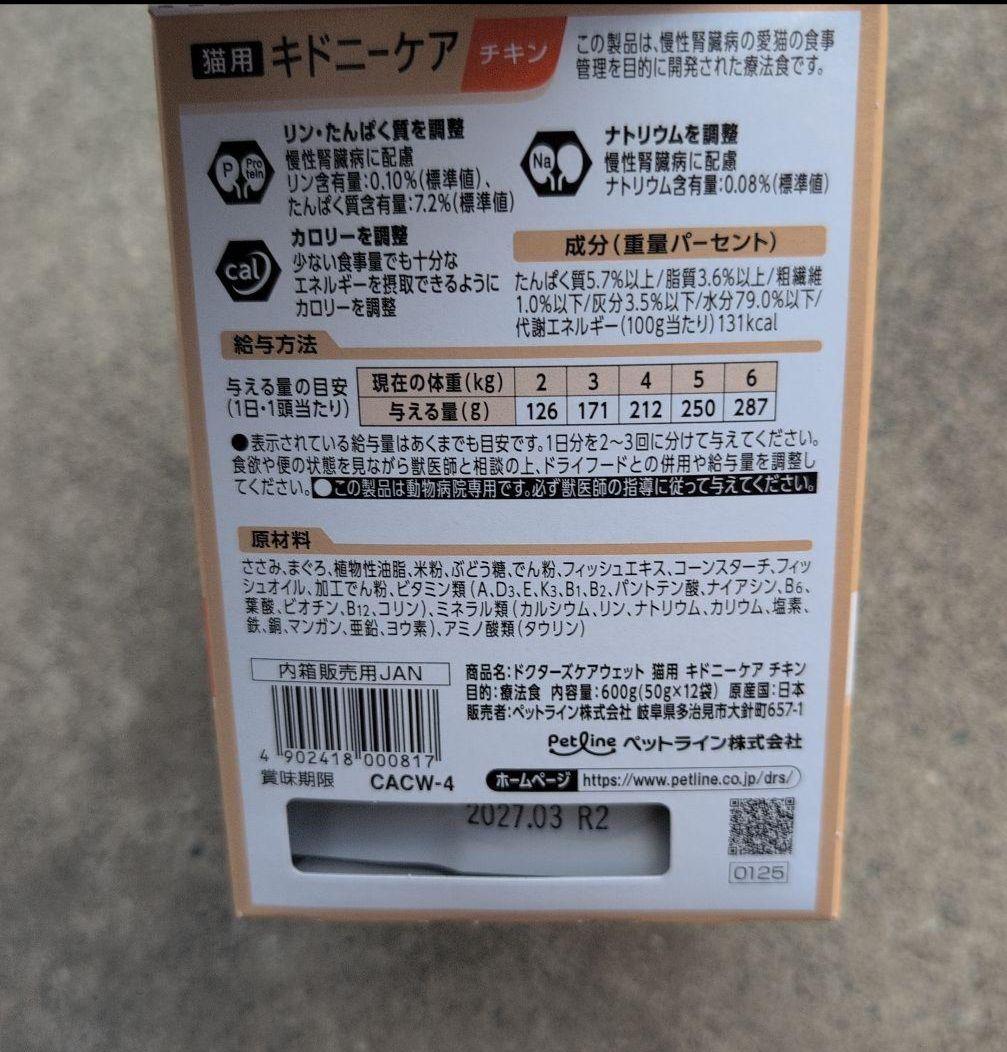 猫用 キドニーケア チキン
この製品は、慢性腎臓病の愛猫の食事
管理を目的に開発された療法食です。
P Protein
リン・たんぱく質を調整
慢性腎臓病に配慮
リン含有量:0.10%(標準値)、
たんぱく質含有量:7.2%(標準値)
Na
ナトリウムを調整
慢性腎臓病に配慮
ナトリウム含有量:0.08%(標準値)
cal
カロリーを調整
少ない食事量でも十分な
エネルギーを摂取できるように
カロリーを調整
成分(重量パーセント)
たんぱく質5.7%以上/脂質3.6%以上/粗繊維
1.0%以下/灰分3.5%以下/水分79.0%以下/
代謝エネルギー(100g当たり)131kcal
給与方法
与える量の目安
(1日・1頭当たり)
現在の体重(kg) 2 3 4 5 6
与える量(g) 126 171 212 250 287
●表示されている給与量はあくまでも目安です。1日分を2〜3回に分けて与えてください。
食欲や便の状態を見ながら獣医師と相談の上、ドライフードとの併用や給与量を調整し
てください。●この製品は動物病院専用です。必ず獣医師の指導に従って与えてください。
原材料
ささみ、まぐろ、植物性油脂、米粉、ぶどう糖、でん粉、フィッシュエキス、コーンスターチ、フィッ
シュオイル、加工でん粉、ビタミン類(A、D3、E、K3、B1、B2、パントテン酸、ナイアシン、B6、
葉酸、ビオチン、B12、コリン)、ミネラル類(カルシウム、リン、ナトリウム、カリウム、塩素、
鉄、銅、マンガン、亜鉛、ヨウ素)、アミノ酸類(タウリン)
内箱販売用JAN
4 902418 000817
賞味期限 CACW-4
商品名:ドクターズケアウェット 猫用 キドニーケア チキン
目的:療法食 内容量:600g(50g×12袋) 原産国:日本
販売者:ペットライン株式会社 岐阜県多治見市大針町657-1
Petline ペットライン株式会社
ホームページ https://www.petline.co.jp/drs/
2027.03 R2
0125